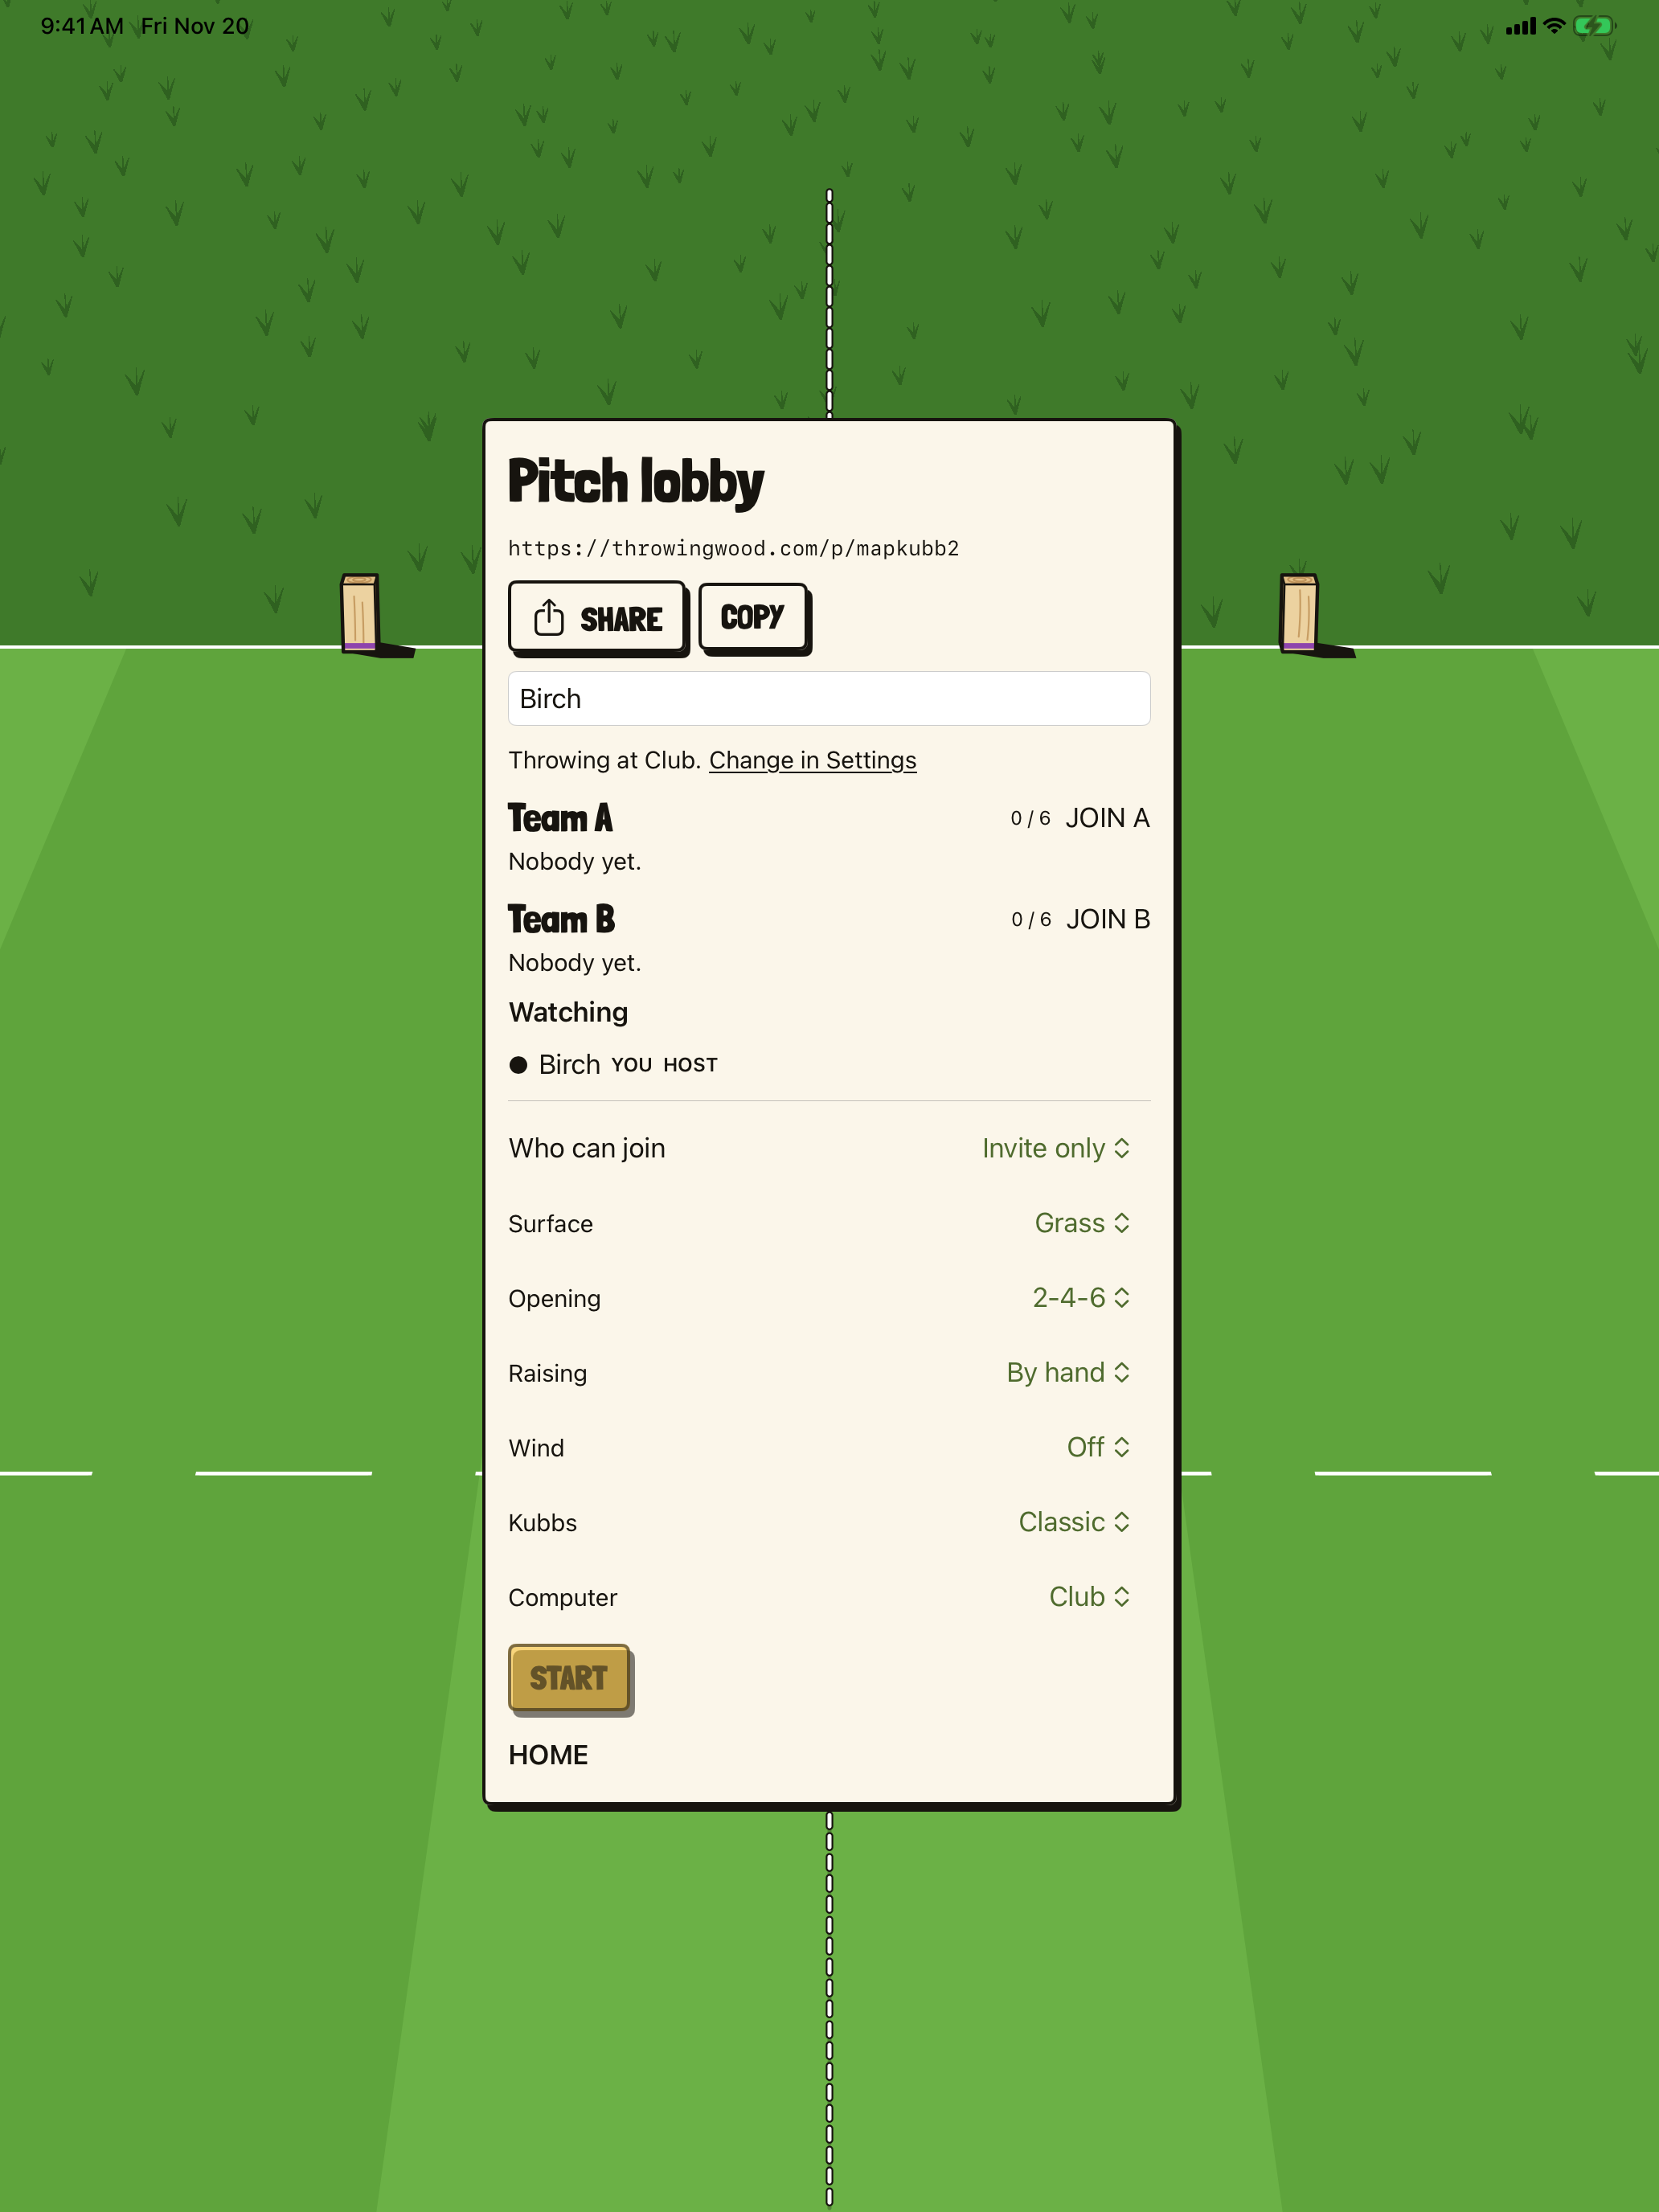 9:41 AM Fri Nov 20
Pitch lobby
https://throwingwood.com/p/mapkubb2
SHARE COPY
Birch
Throwing at Club. Change in Settings
Team A 0 / 6 JOIN A
Nobody yet.
Team B 0 / 6 JOIN B
Nobody yet.
Watching
Birch YOU HOST
Who can join Invite only
Surface Grass
Opening 2-4-6
Raising By hand
Wind Off
Kubbs Classic
Computer Club
START
HOME